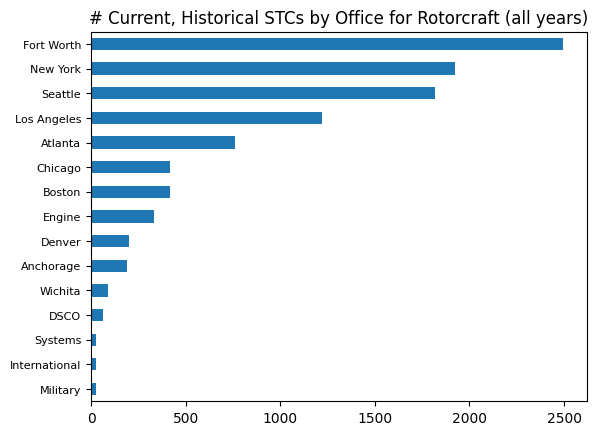 # Current, Historical STCs by Office for Rotorcraft (all years)
Fort Worth
New York
Seattle
Los Angeles
Atlanta
Chicago
Boston
Engine
Denver
Anchorage
Wichita
DSCO
Systems
International
Military
0 500 1000 1500 2000 2500